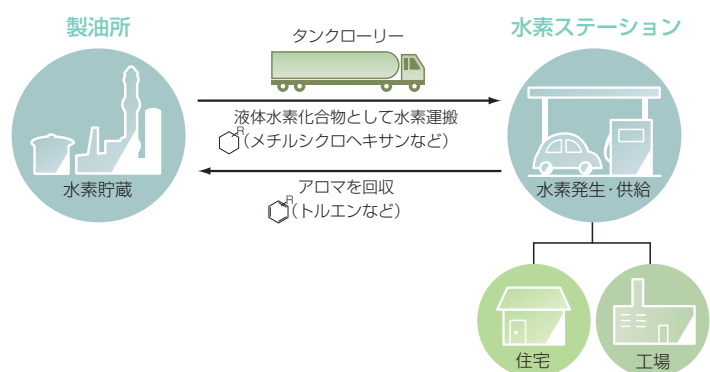 製油所
タンクローリー
水素ステーション
液体水素化合物として水素運搬
R
(メチルシクロヘキサンなど)
水素貯蔵
アロマを回収
R
(トルエンなど)
水素発生・供給
住宅
工場